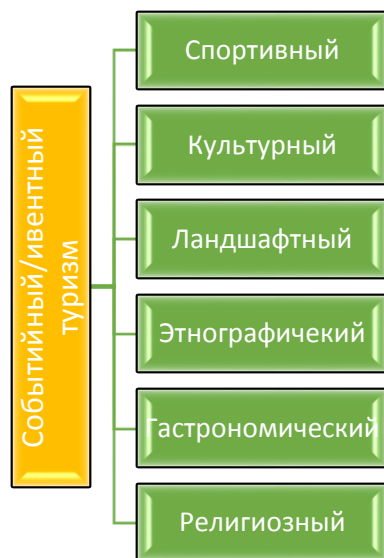 Событийный/ивентный
туризм
Спортивный
Культурный
Ландшафтный
Этнографичекий
Гастрономический
Религиозный